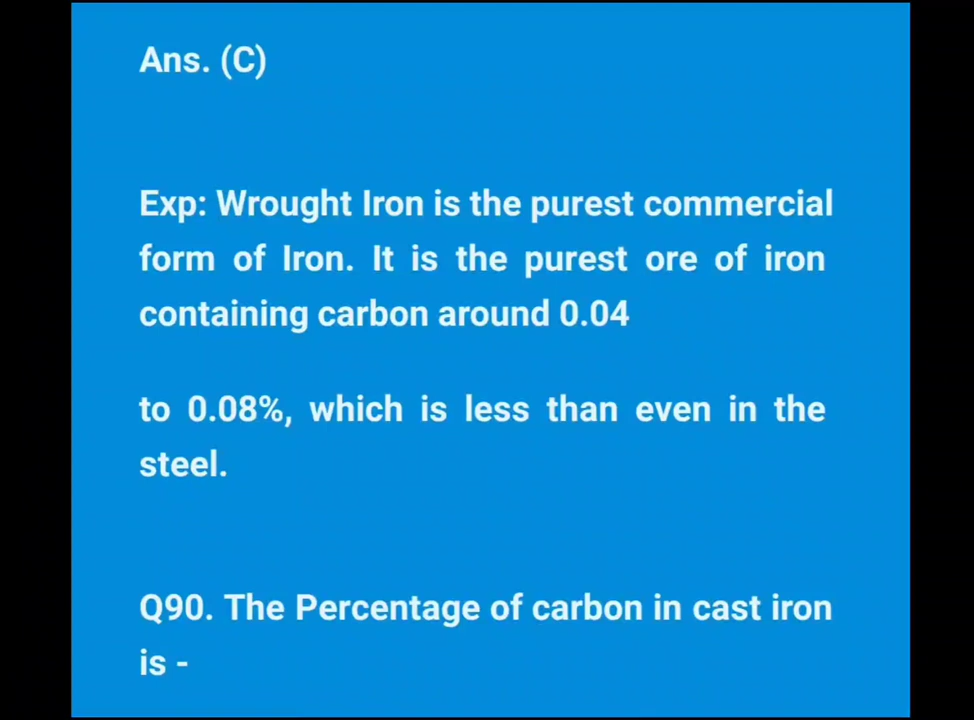 Ans. (C)
Exp: Wrought Iron is the purest commercial
form of Iron. It is the purest ore of iron
containing carbon around 0.04
to 0.08%, which is less than even in the
steel.
Q90. The Percentage of carbon in cast iron
is -